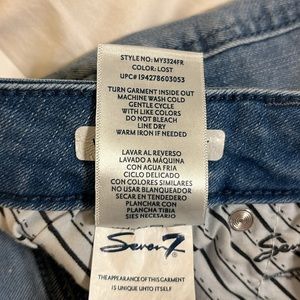 STYLE NO: MY3324FR
COLOR: LOST
UPC# 194278603053
TURN GARMENT INSIDE OUT
MACHINE WASH COLD
GENTLE CYCLE
WITH LIKE COLORS
DO NOT BLEACH
LINE DRY
WARM IRON IF NEEDED
LAVAR AL REVERSO
LAVADO A MÁQUINA
CON AGUA FRIA
CICLO DELICADO
CON COLORES SIMILARES
NO USAR BLANQUEAR
SECAR EN TENDEDERO
PLANCHAR CON
PLANCHA TIBIA
SIES NECESARIO
Seven7
THE APPEARANCE OF THIS GARMENT
IS UNIQUE UNTO ITSELF